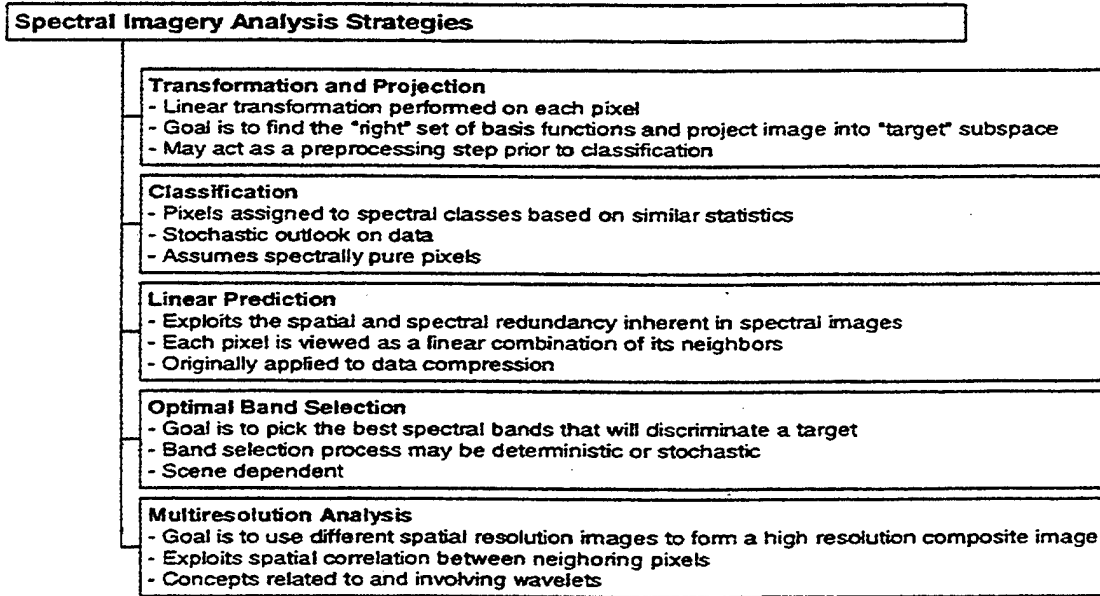 Spectral Imagery Analysis Strategies
Transformation and Projection
- Linear transformation performed on each pixel
- Goal is to find the "right" set of basis functions and project image into "target" subspace
- May act as a preprocessing step prior to classification
Classification
- Pixels assigned to spectral classes based on similar statistics
- Stochastic outlook on data
- Assumes spectrally pure pixels
Linear Prediction
- Exploits the spatial and spectral redundancy inherent in spectral images
- Each pixel is viewed as a linear combination of its neighbors
- Originally applied to data compression
Optimal Band Selection
- Goal is to pick the best spectral bands that will discriminate a target
- Band selection process may be deterministic or stochastic
- Scene dependent
Multiresolution Analysis
- Goal is to use different spatial resolution images to form a high resolution composite image
- Exploits spatial correlation between neighoring pixels
- Concepts related to and involving wavelets